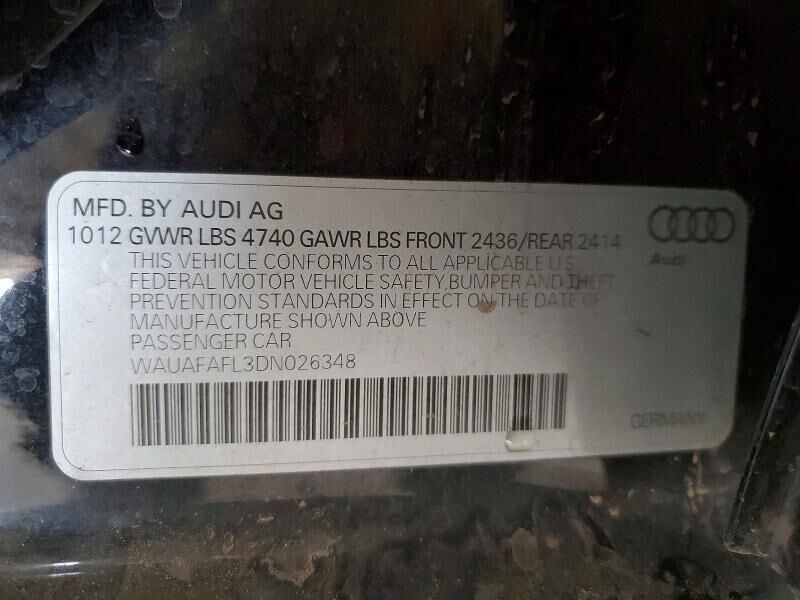 MFD. BY AUDI AG
1012 GVWR LBS 4740 GAWR LBS FRONT 2436/REAR 2414
THIS VEHICLE CONFORMS TO ALL APPLICABLE U.S.
FEDERAL MOTOR VEHICLE SAFETY, BUMPER AND THEFT
PREVENTION STANDARDS IN EFFECT ON THE DATE OF
MANUFACTURE SHOWN ABOVE
PASSENGER CAR
WAUAFAFL3DN026348
Audi
GERMANY